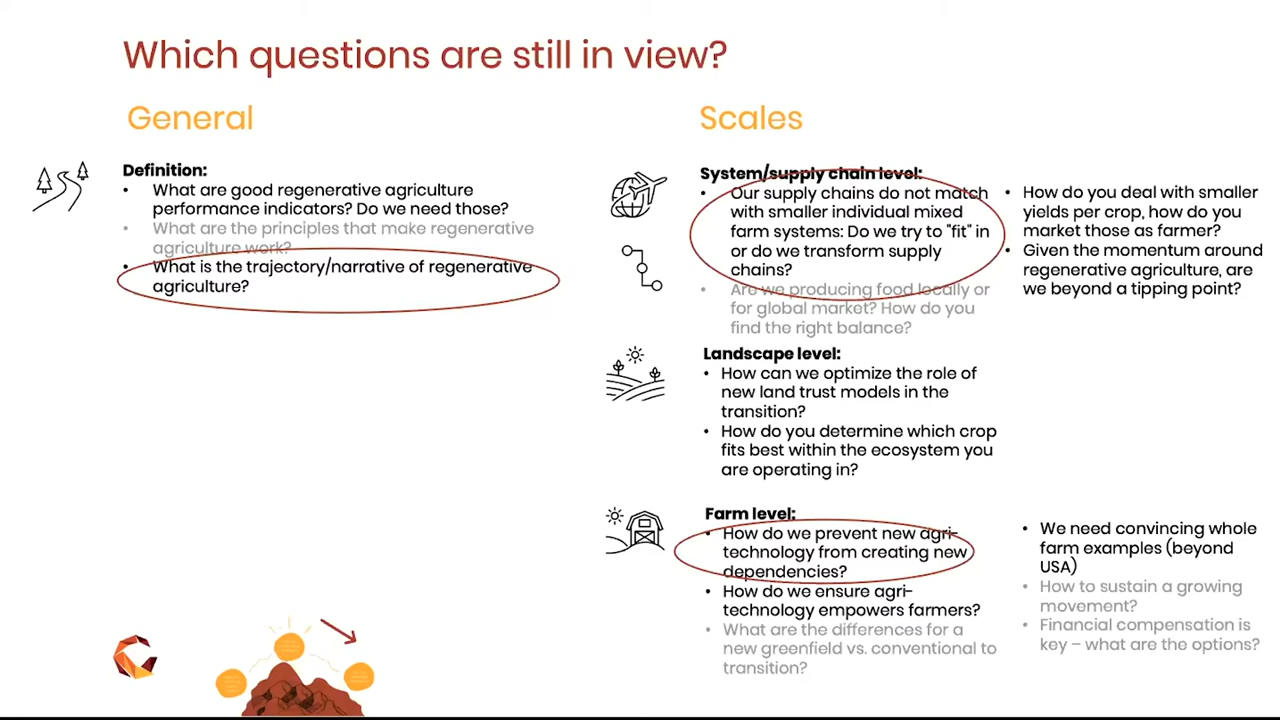 Which questions are still in view?
General
Definition:
• What are good regenerative agriculture
performance indicators? Do we need those?
• What are the principles that make regenerative
agriculture work?
• What is the trajectory/narrative of regenerative
agriculture?
Scales
System/supply chain level:
• Our supply chains do not match
with smaller individual mixed
farm systems: Do we try to "fit" in
or do we transform supply
chains?
• Are we producing food locally or
for global market? How do you
find the right balance?
• How do you deal with smaller
yields per crop, how do you
market those as farmer?
• Given the momentum around
regenerative agriculture, are
we beyond a tipping point?
Landscape level:
• How can we optimize the role of
new land trust models in the
transition?
• How do you determine which crop
fits best within the ecosystem you
are operating in?
Farm level:
• How do we prevent new agri-
technology from creating new
dependencies?
• How do we ensure agri-
technology empowers farmers?
• What are the differences for a
new greenfield vs. conventional to
transition?
• We need convincing whole
farm examples (beyond
USA)
• How to sustain a growing
movement?
• Financial compensation is
key – what are the options?